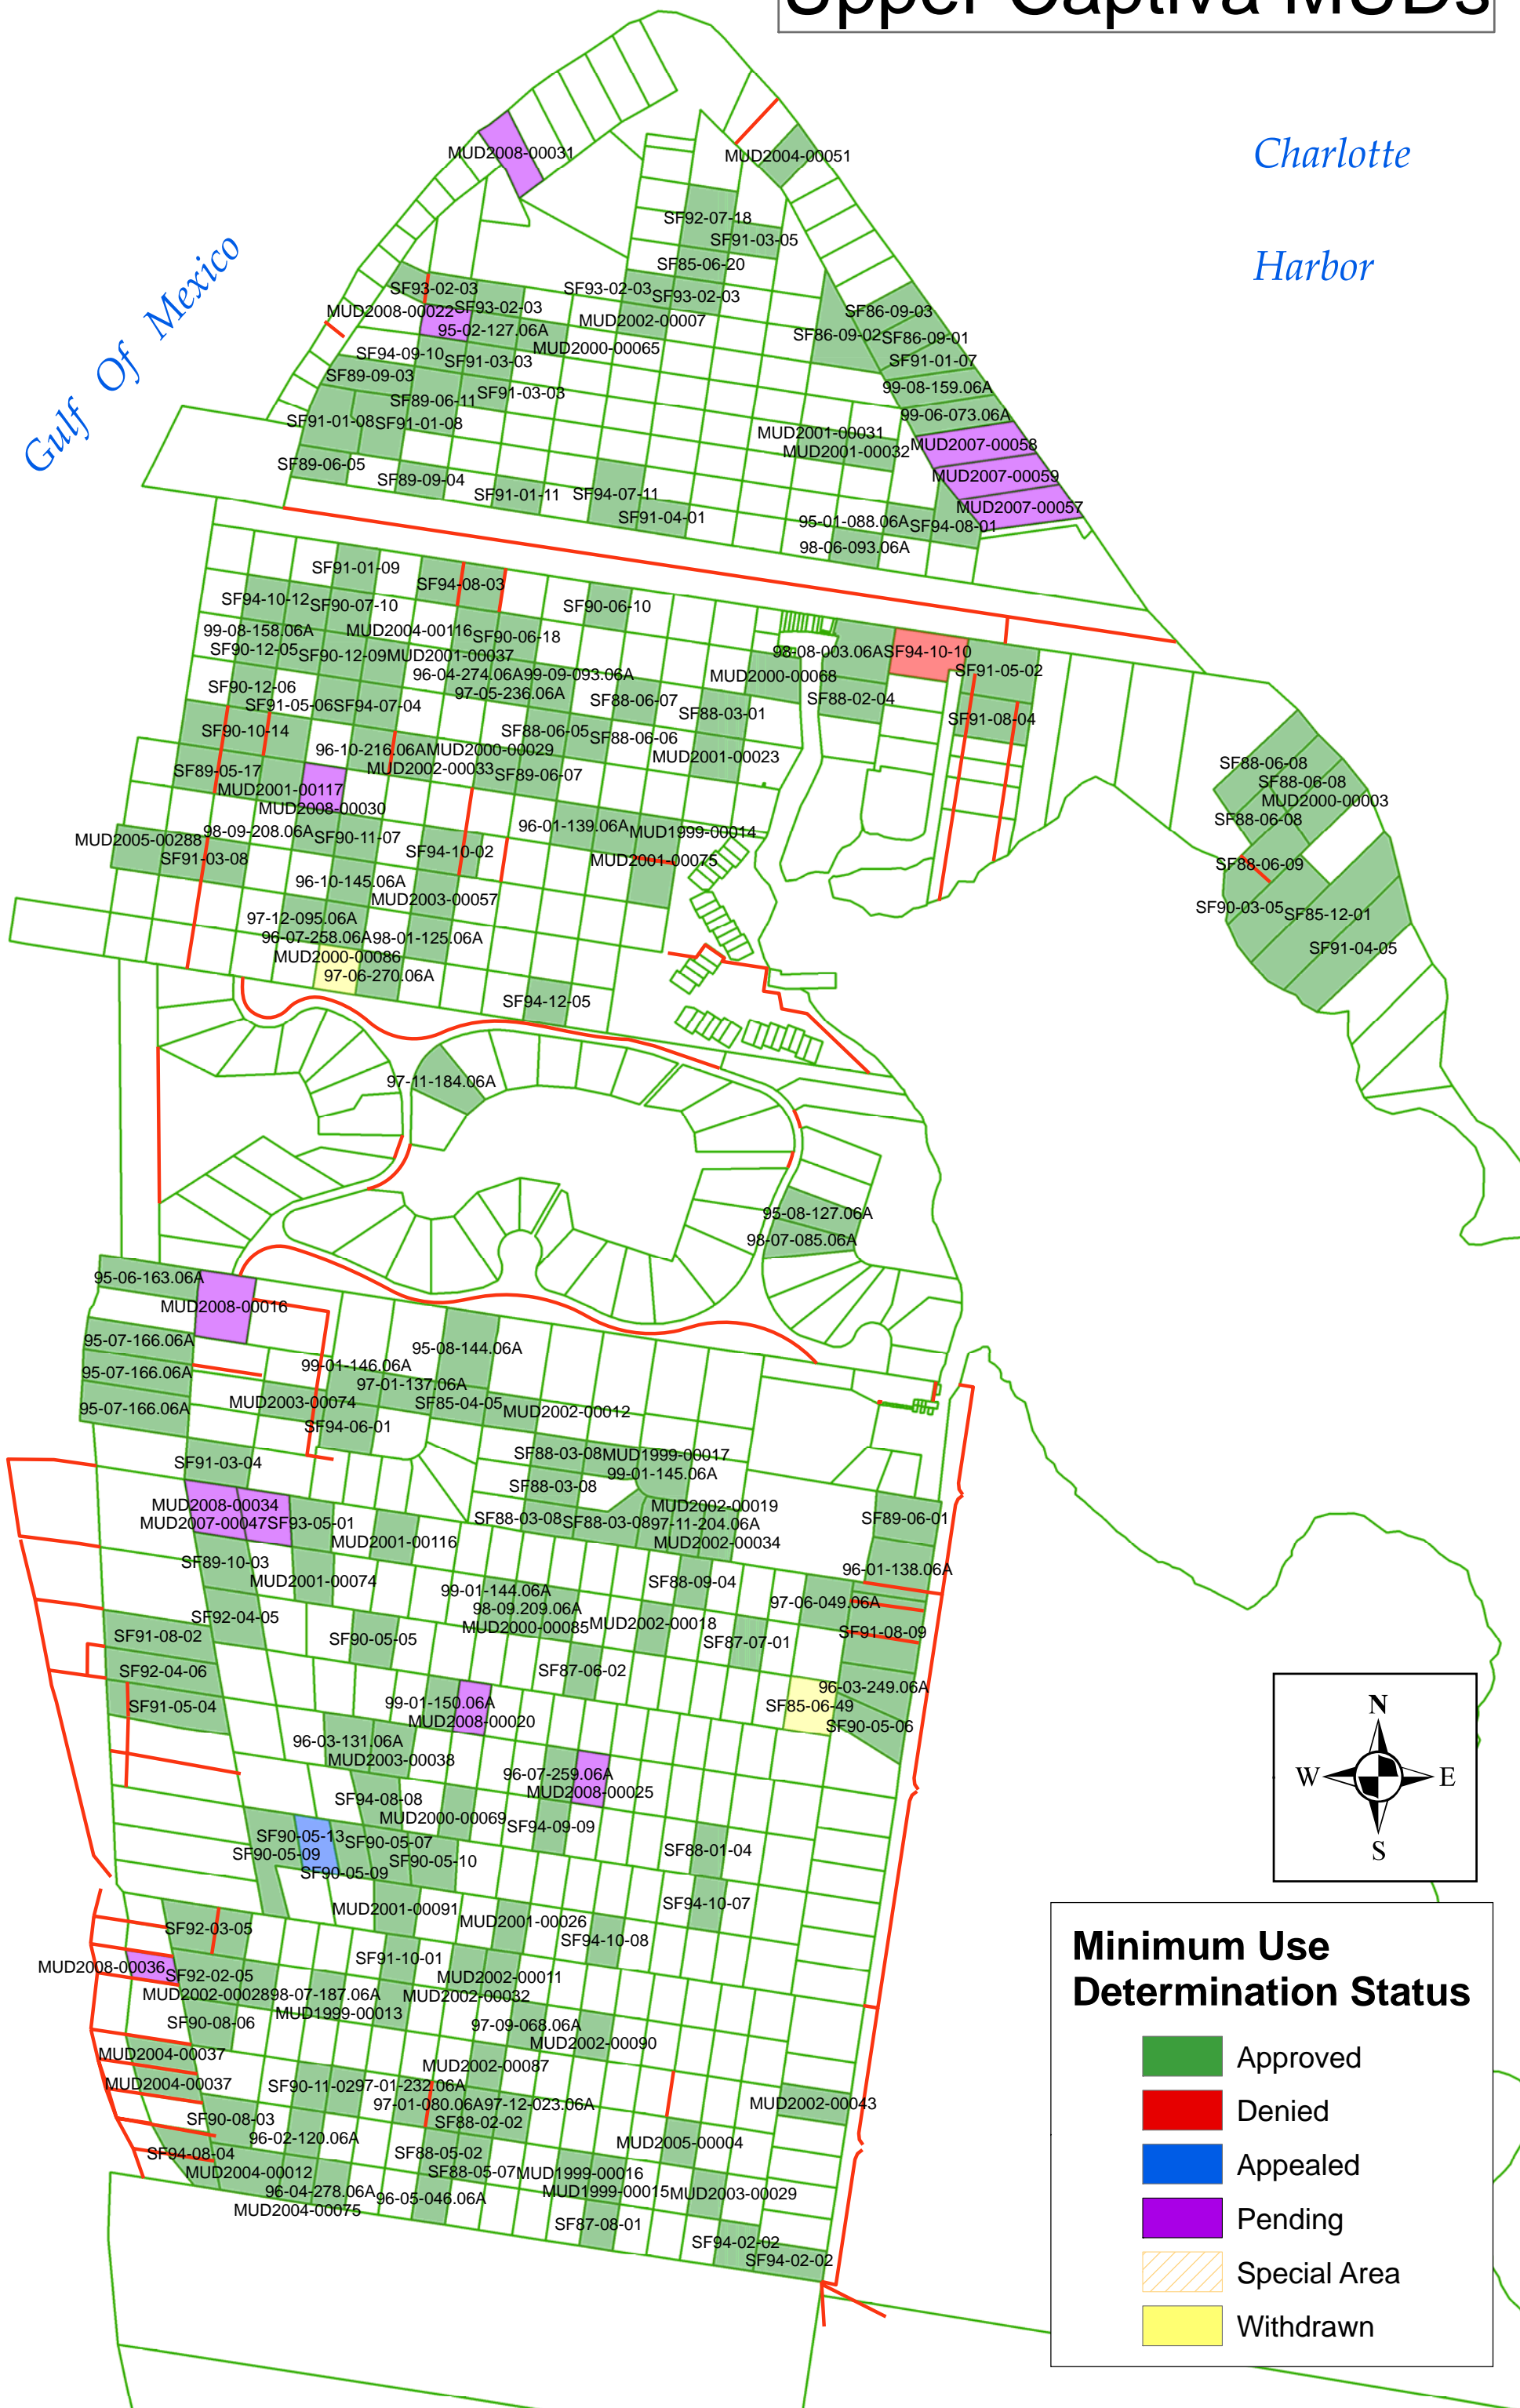 Upper Captiva MUDs
Charlotte
Harbor
Gulf Of Mexico
MUD2008-00031
MUD2004-00051
SF92-07-18
SF91-03-05
SF85-06-20
SF93-02-03
SF93-02-03
SF93-02-03
SF93-02-03
MUD2008-00022
MUD2002-00007
95-02-127.06A
MUD2000-00065
SF86-09-03
SF86-09-02
SF86-09-01
SF94-09-10
SF91-03-03
SF91-01-07
SF89-09-03
99-08-159.06A
SF91-03-03
SF89-06-11
99-06-073.06A
SF91-01-08
SF91-01-08
MUD2001-00031
MUD2001-00032
MUD2007-00058
SF89-06-05
MUD2007-00059
SF89-09-04
SF91-01-11
SF94-07-11
MUD2007-00057
SF91-04-01
95-01-088.06A
SF94-08-01
98-06-093.06A
SF91-01-09
SF94-08-03
SF94-10-12
SF90-07-10
SF90-06-10
99-08-158.06A
MUD2004-00116
SF90-06-18
SF90-12-05
SF90-12-09
MUD2001-00037
98-08-003.06A
SF94-10-10
SF91-05-02
96-04-274.06A
99-09-093.06A
MUD2000-00068
SF90-12-06
97-05-236.06A
SF88-06-07
SF88-02-04
SF91-05-06
SF94-07-04
SF88-03-01
SF91-08-04
SF90-10-14
SF88-06-05
SF88-06-06
96-10-216.06A
MUD2000-00029
MUD2001-00023
SF89-05-17
MUD2002-00033
SF89-06-07
MUD2001-00117
MUD2008-00030
SF88-06-08
SF88-06-08
MUD2000-00003
SF88-06-08
98-09-208.06A
96-01-139.06A
MUD1999-00014
MUD2005-00288
SF90-11-07
SF91-03-08
SF94-10-02
MUD2001-00075
SF88-06-09
96-10-145.06A
MUD2003-00057
SF90-03-05
SF85-12-01
97-12-095.06A
96-07-258.06A
98-01-125.06A
SF91-04-05
MUD2000-00086
97-06-270.06A
SF94-12-05
97-11-184.06A
95-08-127.06A
98-07-085.06A
95-06-163.06A
MUD2008-00016
95-07-166.06A
95-08-144.06A
99-01-146.06A
95-07-166.06A
97-01-137.06A
MUD2003-00074
SF85-04-05
95-07-166.06A
MUD2002-00012
SF94-06-01
SF88-03-08
MUD1999-00017
SF91-03-04
99-01-145.06A
SF88-03-08
MUD2008-00034
MUD2002-00019
SF88-03-08
SF88-03-08
97-11-204.06A
SF89-06-01
MUD2007-00047
SF93-05-01
MUD2001-00116
MUD2002-00034
SF89-10-03
96-01-138.06A
MUD2001-00074
SF88-09-04
99-01-144.06A
97-06-049.06A
98-09.209.06A
SF92-04-05
MUD2000-00085
MUD2002-00018
SF91-08-09
SF91-08-02
SF90-05-05
SF87-07-01
SF92-04-06
SF87-06-02
96-03-249.06A
SF91-05-04
99-01-150.06A
SF85-06-49
MUD2008-00020
SF90-05-06
96-03-131.06A
MUD2003-00038
96-07-259.06A
MUD2008-00025
SF94-08-08
MUD2000-00069
SF94-09-09
SF90-05-13
SF90-05-07
SF88-01-04
SF90-05-09
SF90-05-10
SF90-05-09
SF94-10-07
MUD2001-00091
MUD2001-00026
SF92-03-05
SF94-10-08
SF91-10-01
MUD2008-00036
SF92-02-05
MUD2002-00011
MUD2002-00028
98-07-187.06A
MUD2002-00032
MUD1999-00013
SF90-08-06
97-09-068.06A
MUD2002-00090
MUD2004-00037
MUD2002-00087
MUD2004-00037
SF90-11-02
97-01-232.06A
97-01-080.06A
97-12-023.06A
MUD2002-00043
SF90-08-03
SF88-02-02
96-02-120.06A
MUD2005-00004
SF94-08-04
SF88-05-02
MUD2004-00012
SF88-05-07
MUD1999-00016
96-04-278.06A
MUD1999-00015
MUD2003-00029
96-05-046.06A
MUD2004-00075
SF87-08-01
SF94-02-02
SF94-02-02
N
W
E
S
Minimum Use
Determination Status
Approved
Denied
Appealed
Pending
Special Area
Withdrawn